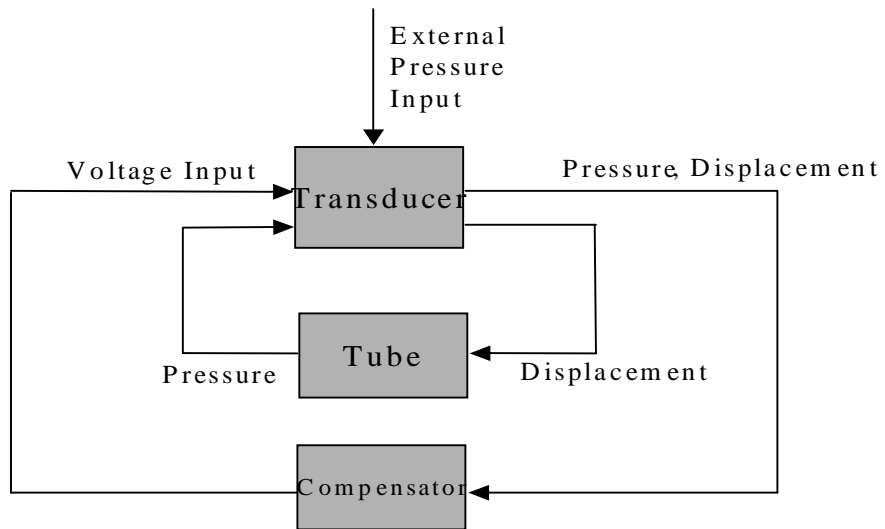 External
Pressure
Input
Voltage Input
Pressure, Displacement
Transducer
Tube
Pressure
Displacement
Compensator